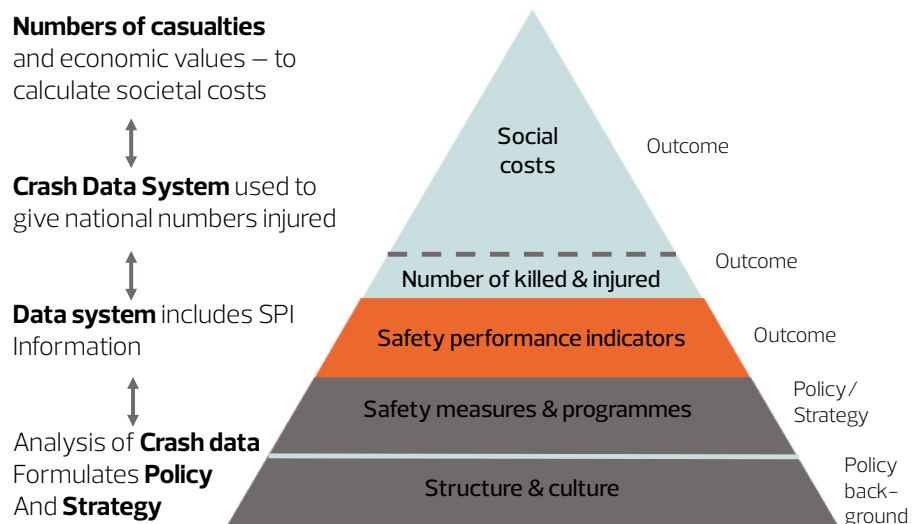 Numbers of casualties
and economic values – to
calculate societal costs
Crash Data System used to
give national numbers injured
Data system includes SPI
Information
Analysis of Crash data
Formulates Policy
And Strategy
Social
costs
Number of killed & injured
Safety performance indicators
Safety measures & programmes
Structure & culture
Outcome
Outcome
Outcome
Policy/
Strategy
Policy
back-
ground